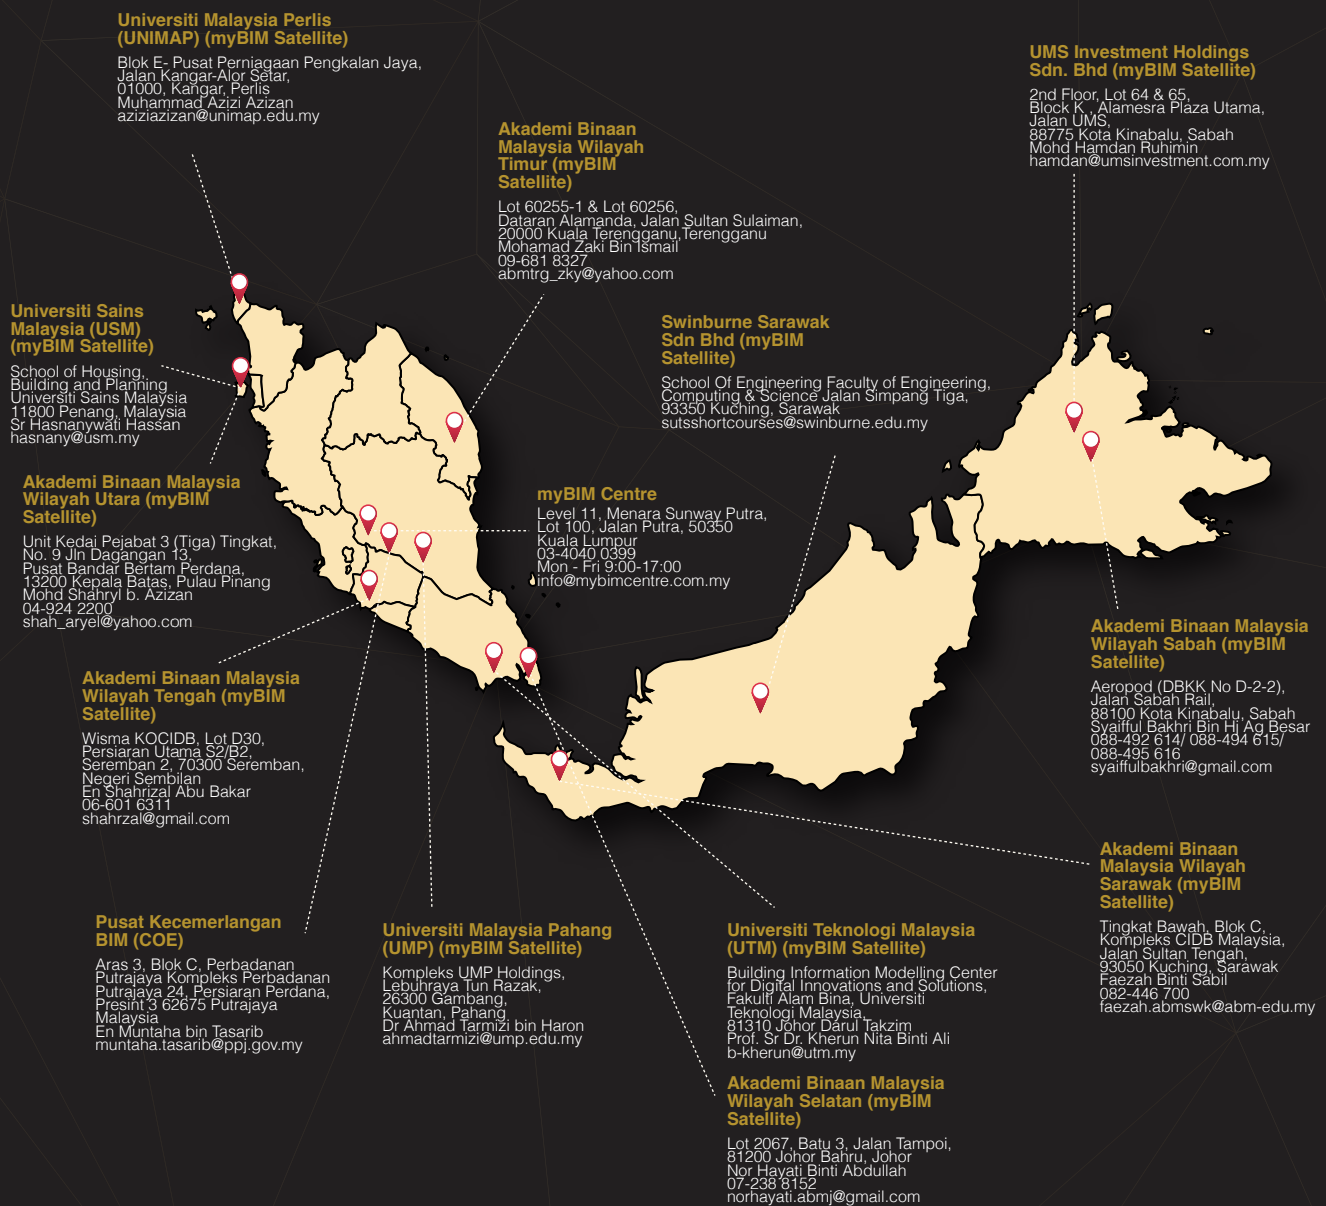 Universiti Malaysia Perlis
(UNIMAP) (myBIM Satellite)
Blok E- Pusat Perniagaan Pengkalan Jaya,
Jalan Kangar-Alor Setar,
01000, Kangar, Perlis
Muhammad Azizi Azizan
aziziazizan@unimap.edu.my
UMS Investment Holdings
Sdn. Bhd (myBIM Satellite)
2nd Floor, Lot 64 & 65,
Block K , Alamesra Plaza Utama,
Jalan UMS,
88775 Kota Kinabalu, Sabah
Mohd Hamdan Ruhimin
hamdan@umsinvestment.com.my
Akademi Binaan
Malaysia Wilayah
Timur (myBIM
Satellite)
Lot 60255-1 & Lot 60256,
Dataran Alamanda, Jalan Sultan Sulaiman,
20000 Kuala Terengganu,Terengganu
Mohamad Zaki Bin Ismail
09-681 8327
abmtrg_zky@yahoo.com
Universiti Sains
Malaysia (USM)
(myBIM Satellite)
School of Housing,
Building and Planning
Universiti Sains Malaysia
11800 Penang, Malaysia
Sr Hasnanywati Hassan
hasnany@usm.my
Swinburne Sarawak
Sdn Bhd (myBIM
Satellite)
School Of Engineering Faculty of Engineering,
Computing & Science Jalan Simpang Tiga,
93350 Kuching, Sarawak
sutsshortcourses@swinburne.edu.my
Akademi Binaan Malaysia
Wilayah Utara (myBIM
Satellite)
Unit Kedai Pejabat 3 (Tiga) Tingkat,
No. 9 Jln Dagangan 13,
Pusat Bandar Bertam Perdana,
13200 Kepala Batas, Pulau Pinang
Mohd Shahryl b. Azizan
04-924 2200
shah_aryel@yahoo.com
myBIM Centre
Level 11, Menara Sunway Putra,
Lot 100, Jalan Putra, 50350
Kuala Lumpur
03-4040 0399
Mon - Fri 9:00-17:00
info@mybimcentre.com.my
Akademi Binaan Malaysia
Wilayah Sabah (myBIM
Satellite)
Aeropod (DBKK No D-2-2),
Jalan Sabah Rail,
88100 Kota Kinabalu, Sabah
Syaifful Bakhri Bin Hj Ag Besar
088-492 614/ 088-494 615/
088-495 616
syaiffulbakhri@gmail.com
Akademi Binaan Malaysia
Wilayah Tengah (myBIM
Satellite)
Wisma KOCIDB, Lot D30,
Persiaran Utama S2/B2,
Seremban 2, 70300 Seremban,
Negeri Sembilan
En Shahrizal Abu Bakar
06-601 6311
shahrzal@gmail.com
Akademi Binaan
Malaysia Wilayah
Sarawak (myBIM
Satellite)
Tingkat Bawah, Blok C,
Kompleks CIDB Malaysia,
Jalan Sultan Tengah,
93050 Kuching, Sarawak
Faezah Binti Sabil
082-446 700
faezah.abmswk@abm-edu.my
Pusat Kecemerlangan
BIM (COE)
Aras 3, Blok C, Perbadanan
Putrajaya Kompleks Perbadanan
Putrajaya 24, Persiaran Perdana,
Presint 3 62675 Putrajaya
Malaysia
En Muntaha bin Tasarib
muntaha.tasarib@ppj.gov.my
Universiti Malaysia Pahang
(UMP) (myBIM Satellite)
Kompleks UMP Holdings,
Lebuhraya Tun Razak,
26300 Gambang,
Kuantan, Pahang
Dr Ahmad Tarmizi bin Haron
ahmadtarmizi@ump.edu.my
Universiti Teknologi Malaysia
(UTM) (myBIM Satellite)
Building Information Modelling Center
for Digital Innovations and Solutions,
Fakulti Alam Bina, Universiti
Teknologi Malaysia,
81310 Johor Darul Takzim
Prof. Sr Dr. Kherun Nita Binti Ali
b-kherun@utm.my
Akademi Binaan Malaysia
Wilayah Selatan (myBIM
Satellite)
Lot 2067, Batu 3, Jalan Tampoi,
81200 Johor Bahru, Johor
Nor Hayati Binti Abdullah
07-238 8152
norhayati.abmj@gmail.com